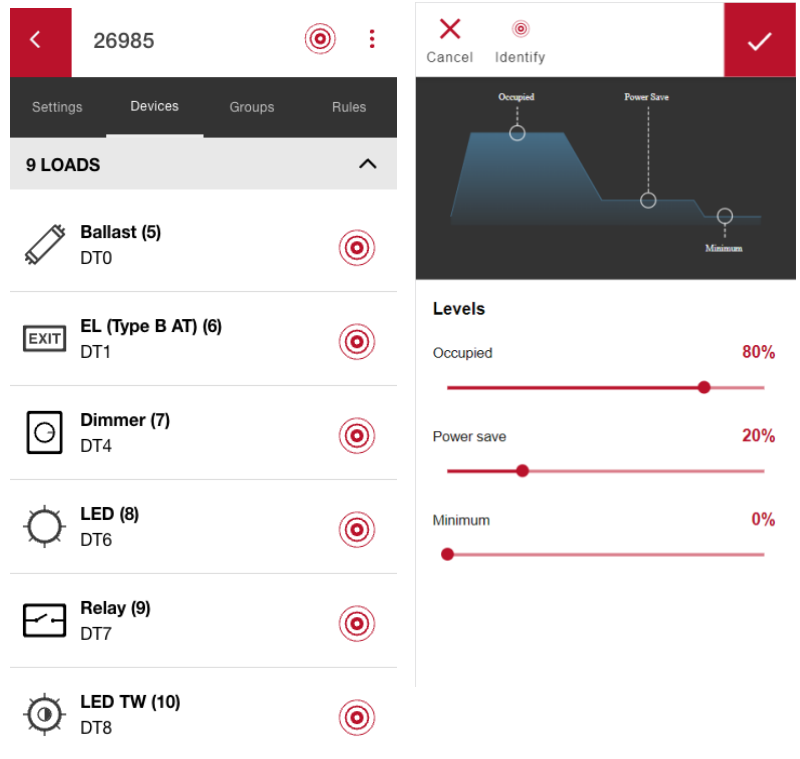 26985
Settings
Devices
Groups
Rules
9 LOADS
Ballast (5)
DT0
EXIT
EL (Type B AT) (6)
DT1
Dimmer (7)
DT4
LED (8)
DT6
Relay (9)
DT7
LED TW (10)
DT8
Cancel
Identify
Occupied
Power Save
Minimum
Levels
Occupied
80%
Power save
20%
Minimum
0%